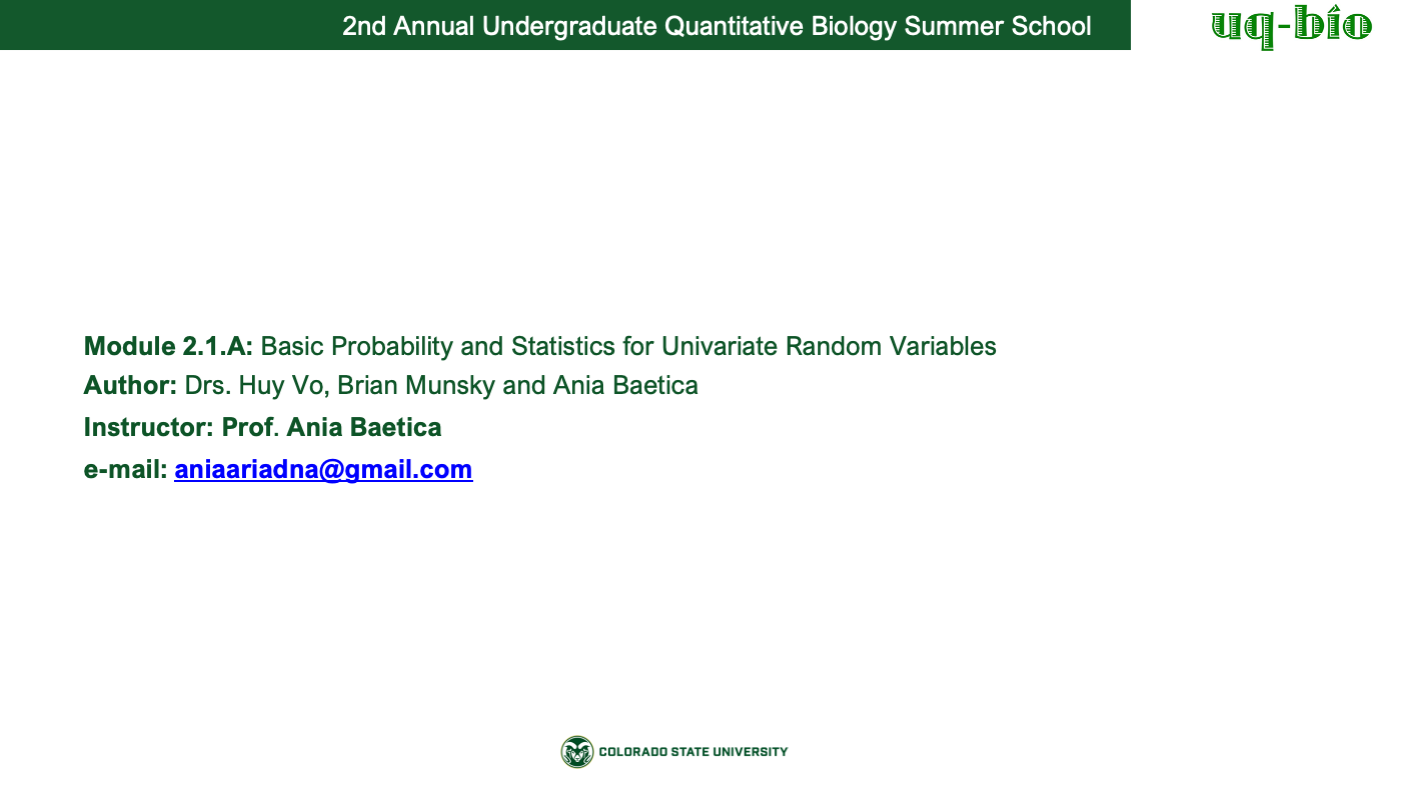 2nd Annual Undergraduate Quantitative Biology Summer School
uq-bio
Module 2.1.A: Basic Probability and Statistics for Univariate Random Variables
Author: Drs. Huy Vo, Brian Munsky and Ania Baetica
Instructor: Prof. Ania Baetica
e-mail: aniaariadna@gmail.com
COLORADO STATE UNIVERSITY